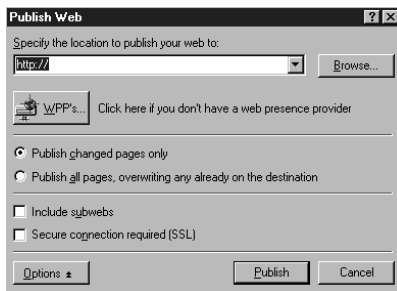 Publish Web
Specify the location to publish your web to:
http://
Browse...
WPP's...
Click here if you don't have a web presence provider
Publish changed pages only
Publish all pages, overwriting any already on the destination
Include subwebs
Secure connection required (SSL)
Options
Publish
Cancel